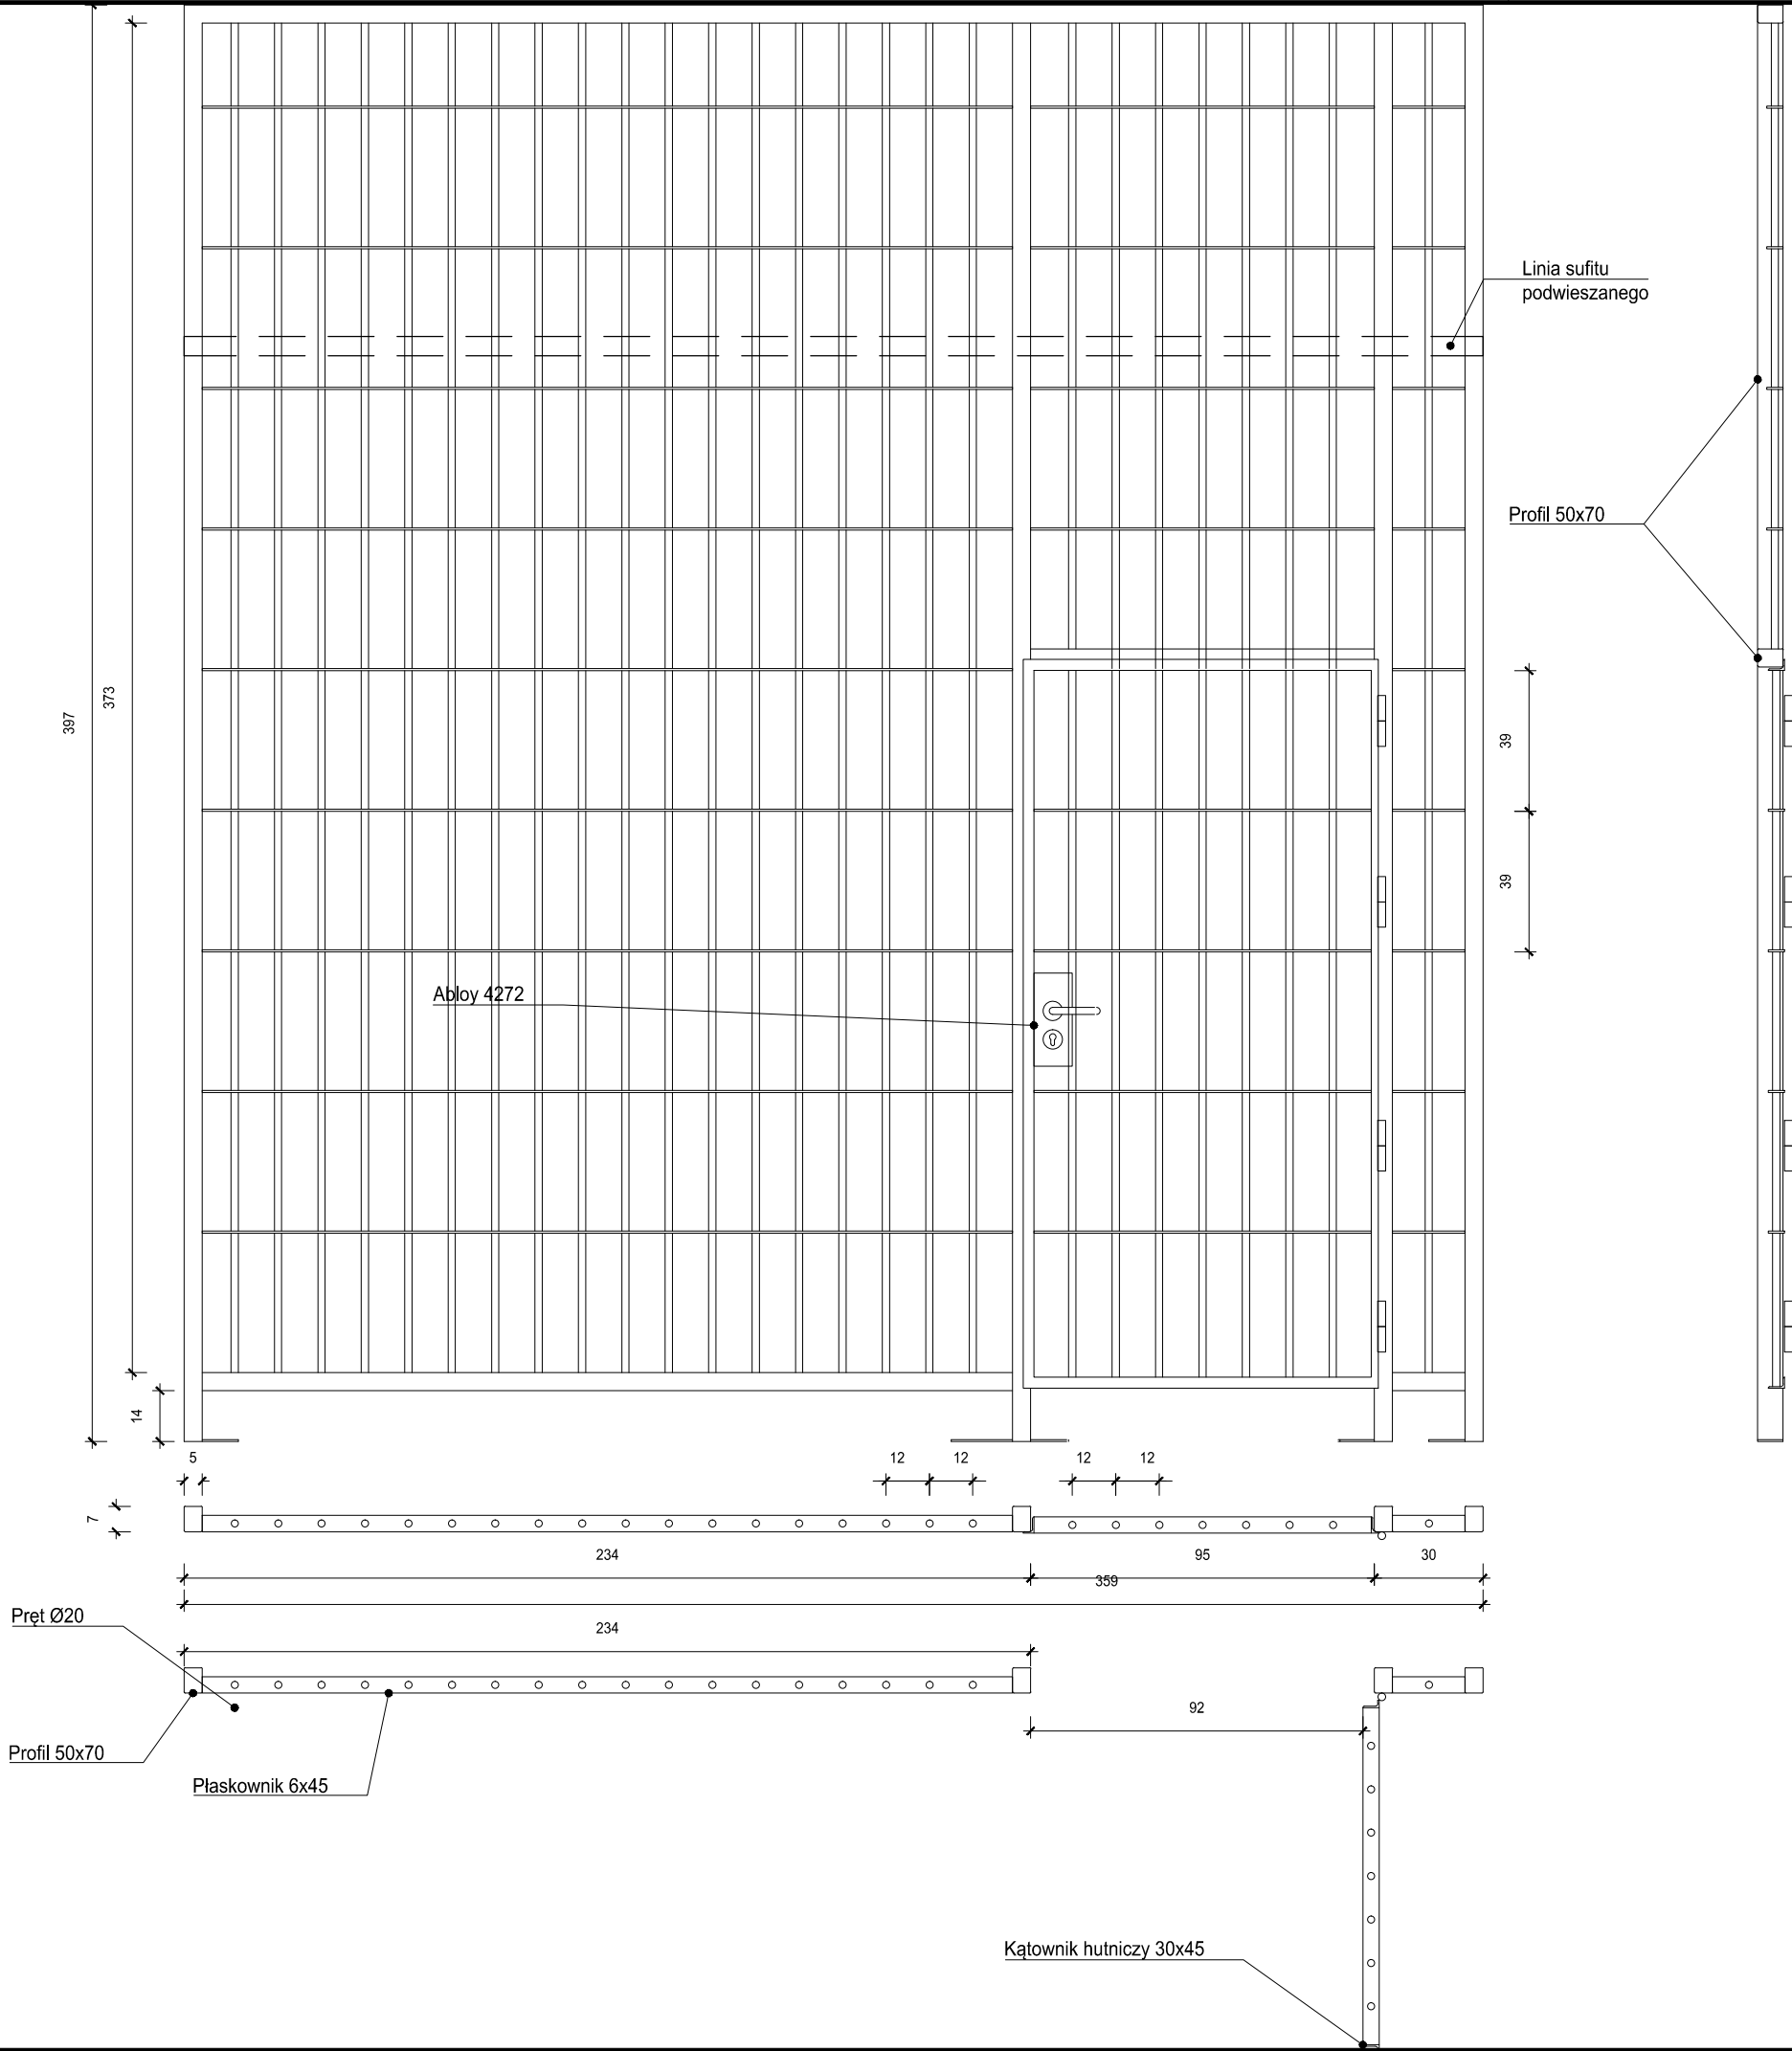 Linia sufitu
podwieszanego
Profil 50x70
397
373
39
39
Abloy 4272
14
5
12
12
12
12
7
234
95
30
359
Pręt Ø20
234
92
Profil 50x70
Płaskownik 6x45
Kątownik hutniczy 30x45